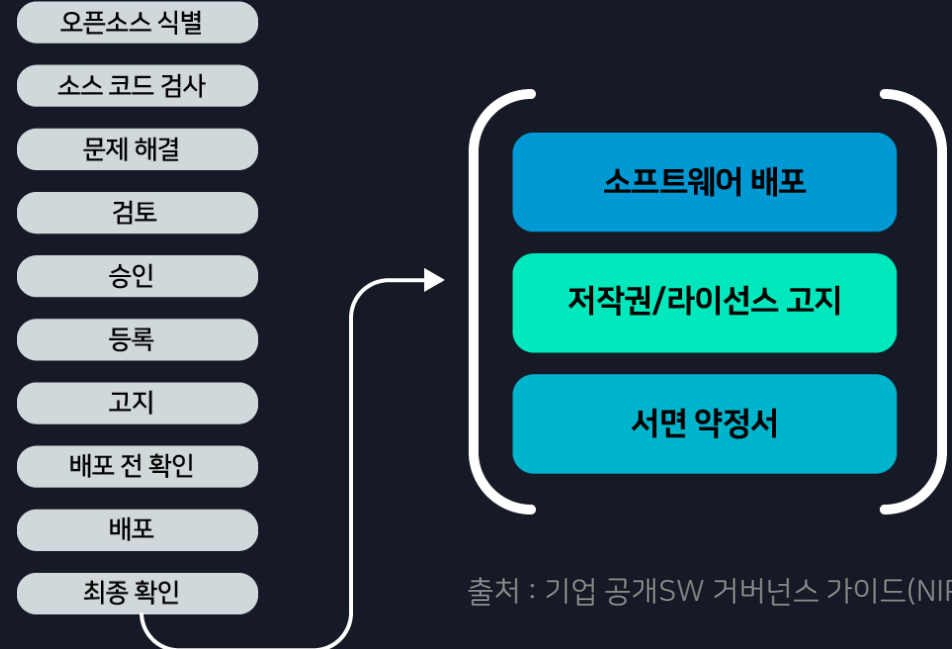 오픈소스 식별
소스 코드 검사
문제 해결
검토
승인
등록
고지
배포 전 확인
배포
최종 확인
소프트웨어 배포
저작권/라이선스 고지
서면 약정서
출처 : 기업 공개SW 거버넌스 가이드(NIP